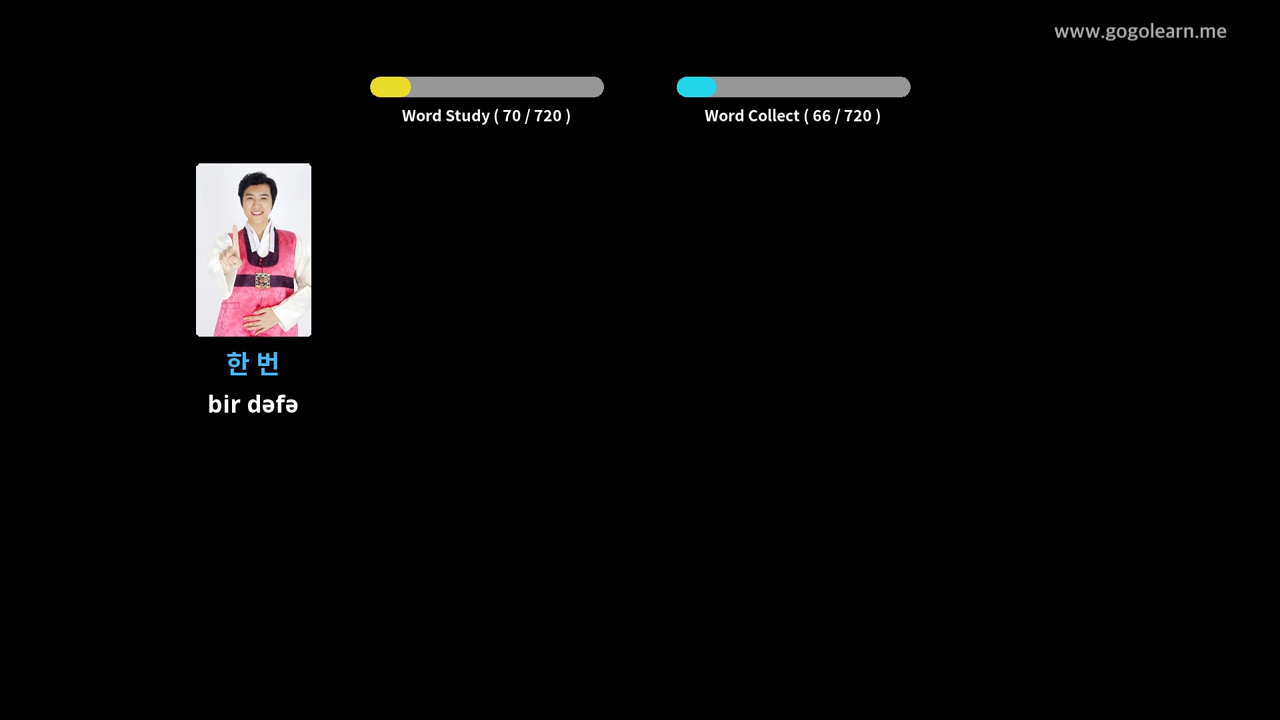 www.gogolearn.me
Word Study ( 70 / 720 )
Word Collect ( 66 / 720 )
한 번
bir dəfə